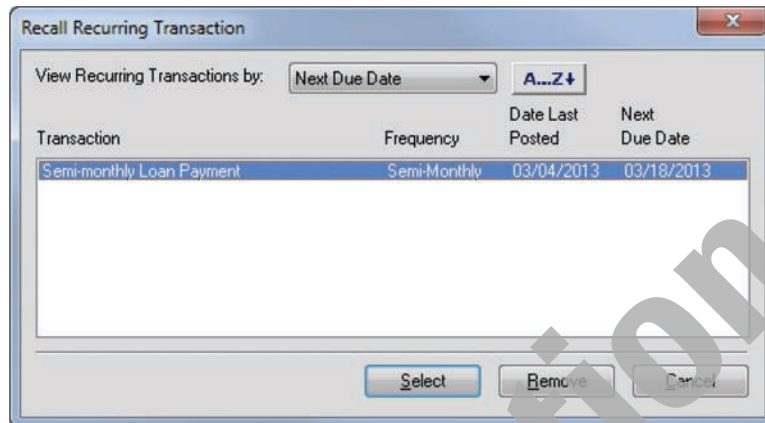 Recall Recurring Transaction
View Recurring Transactions by: Next Due Date A...Z
Date Last Next
Transaction Frequency Posted Due Date
Semi-monthly Loan Payment Semi-Monthly 03/04/2013 03/18/2013
Select Remove Cancel